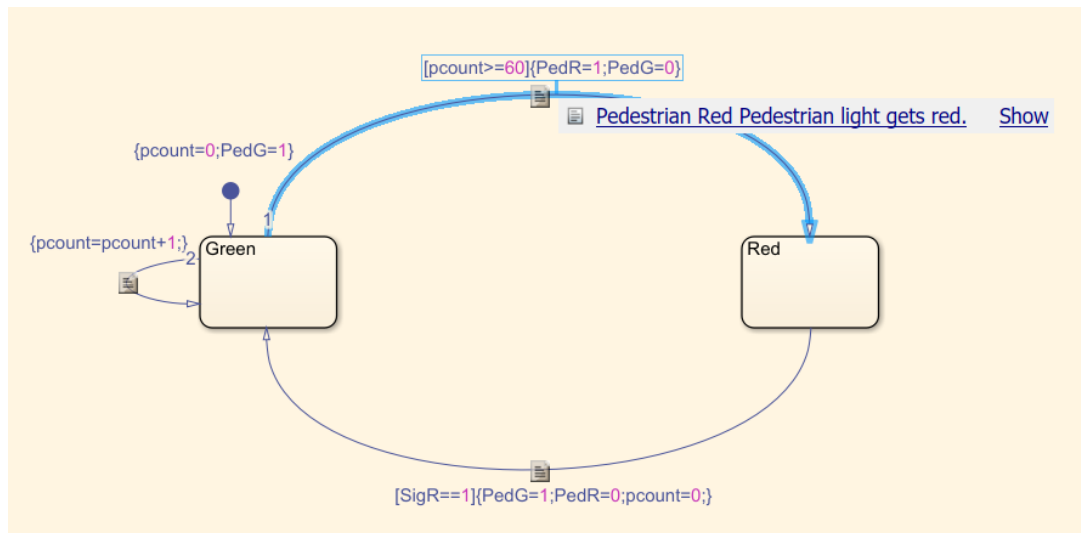 [pcount>=60]{PedR=1;PedG=0}
Pedestrian Red Pedestrian light gets red. Show
{pcount=0;PedG=1}
1
{pcount=pcount+1;}
2
Green
Red
[SigR==1]{PedG=1;PedR=0;pcount=0;}